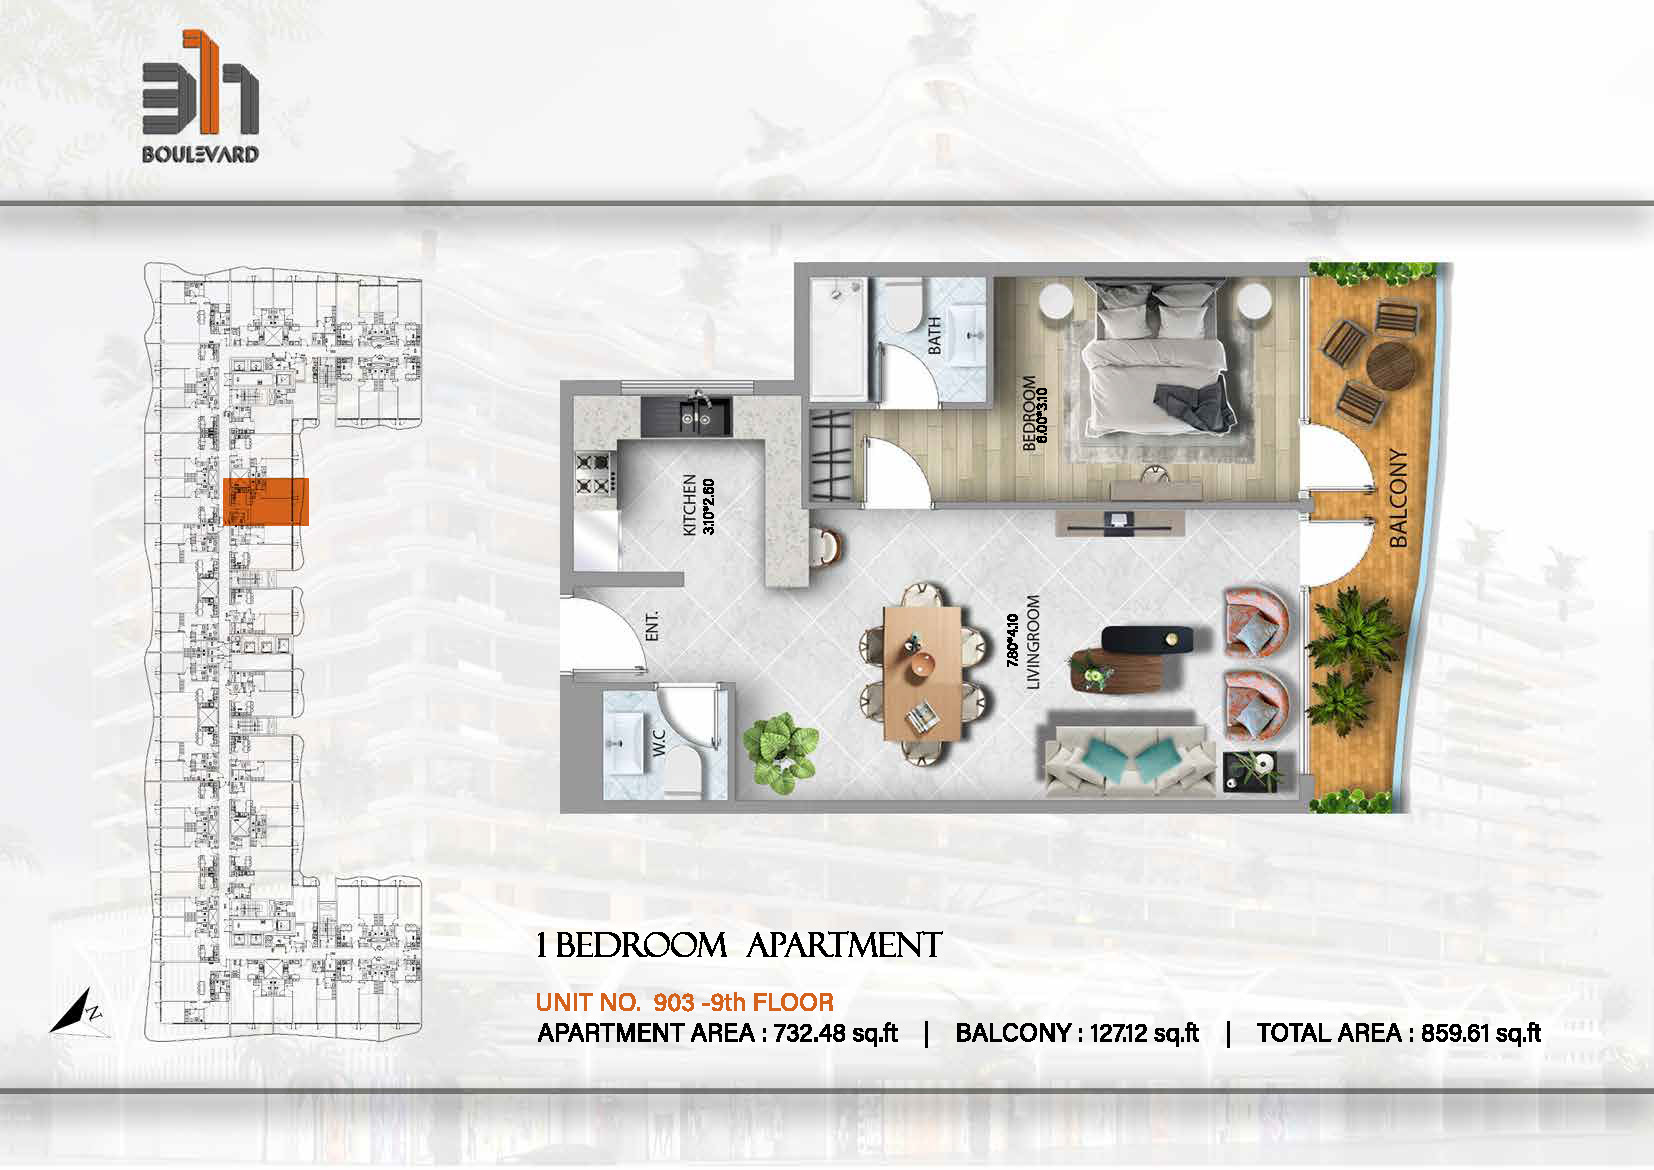 311
BOULEVARD
BATH
BEDROOM
6.00*3.10
KITCHEN
3.10*2.60
BALCONY
ENT.
7.80*4.10
LIVINGROOM
W.C
N
1 BEDROOM APARTMENT
UNIT NO. 903 -9th FLOOR
APARTMENT AREA : 732.48 sq.ft | BALCONY : 127.12 sq.ft | TOTAL AREA : 859.61 sq.ft